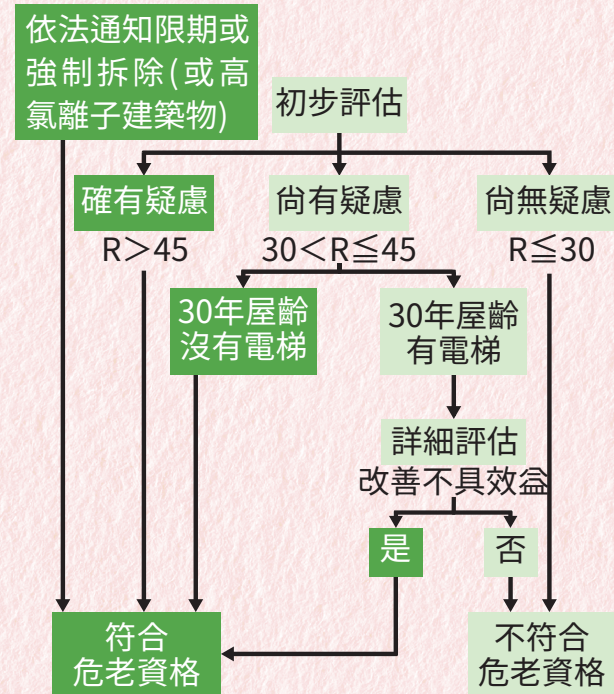 依法通知限期或
強制拆除(或高
氯離子建築物)
初步評估
確有疑慮
尚有疑慮
尚無疑慮
R＞45
30＜R≦45
R≦30
30年屋齡
沒有電梯
30年屋齡
有電梯
詳細評估
改善不具效益
是
否
符合
危老資格
不符合
危老資格